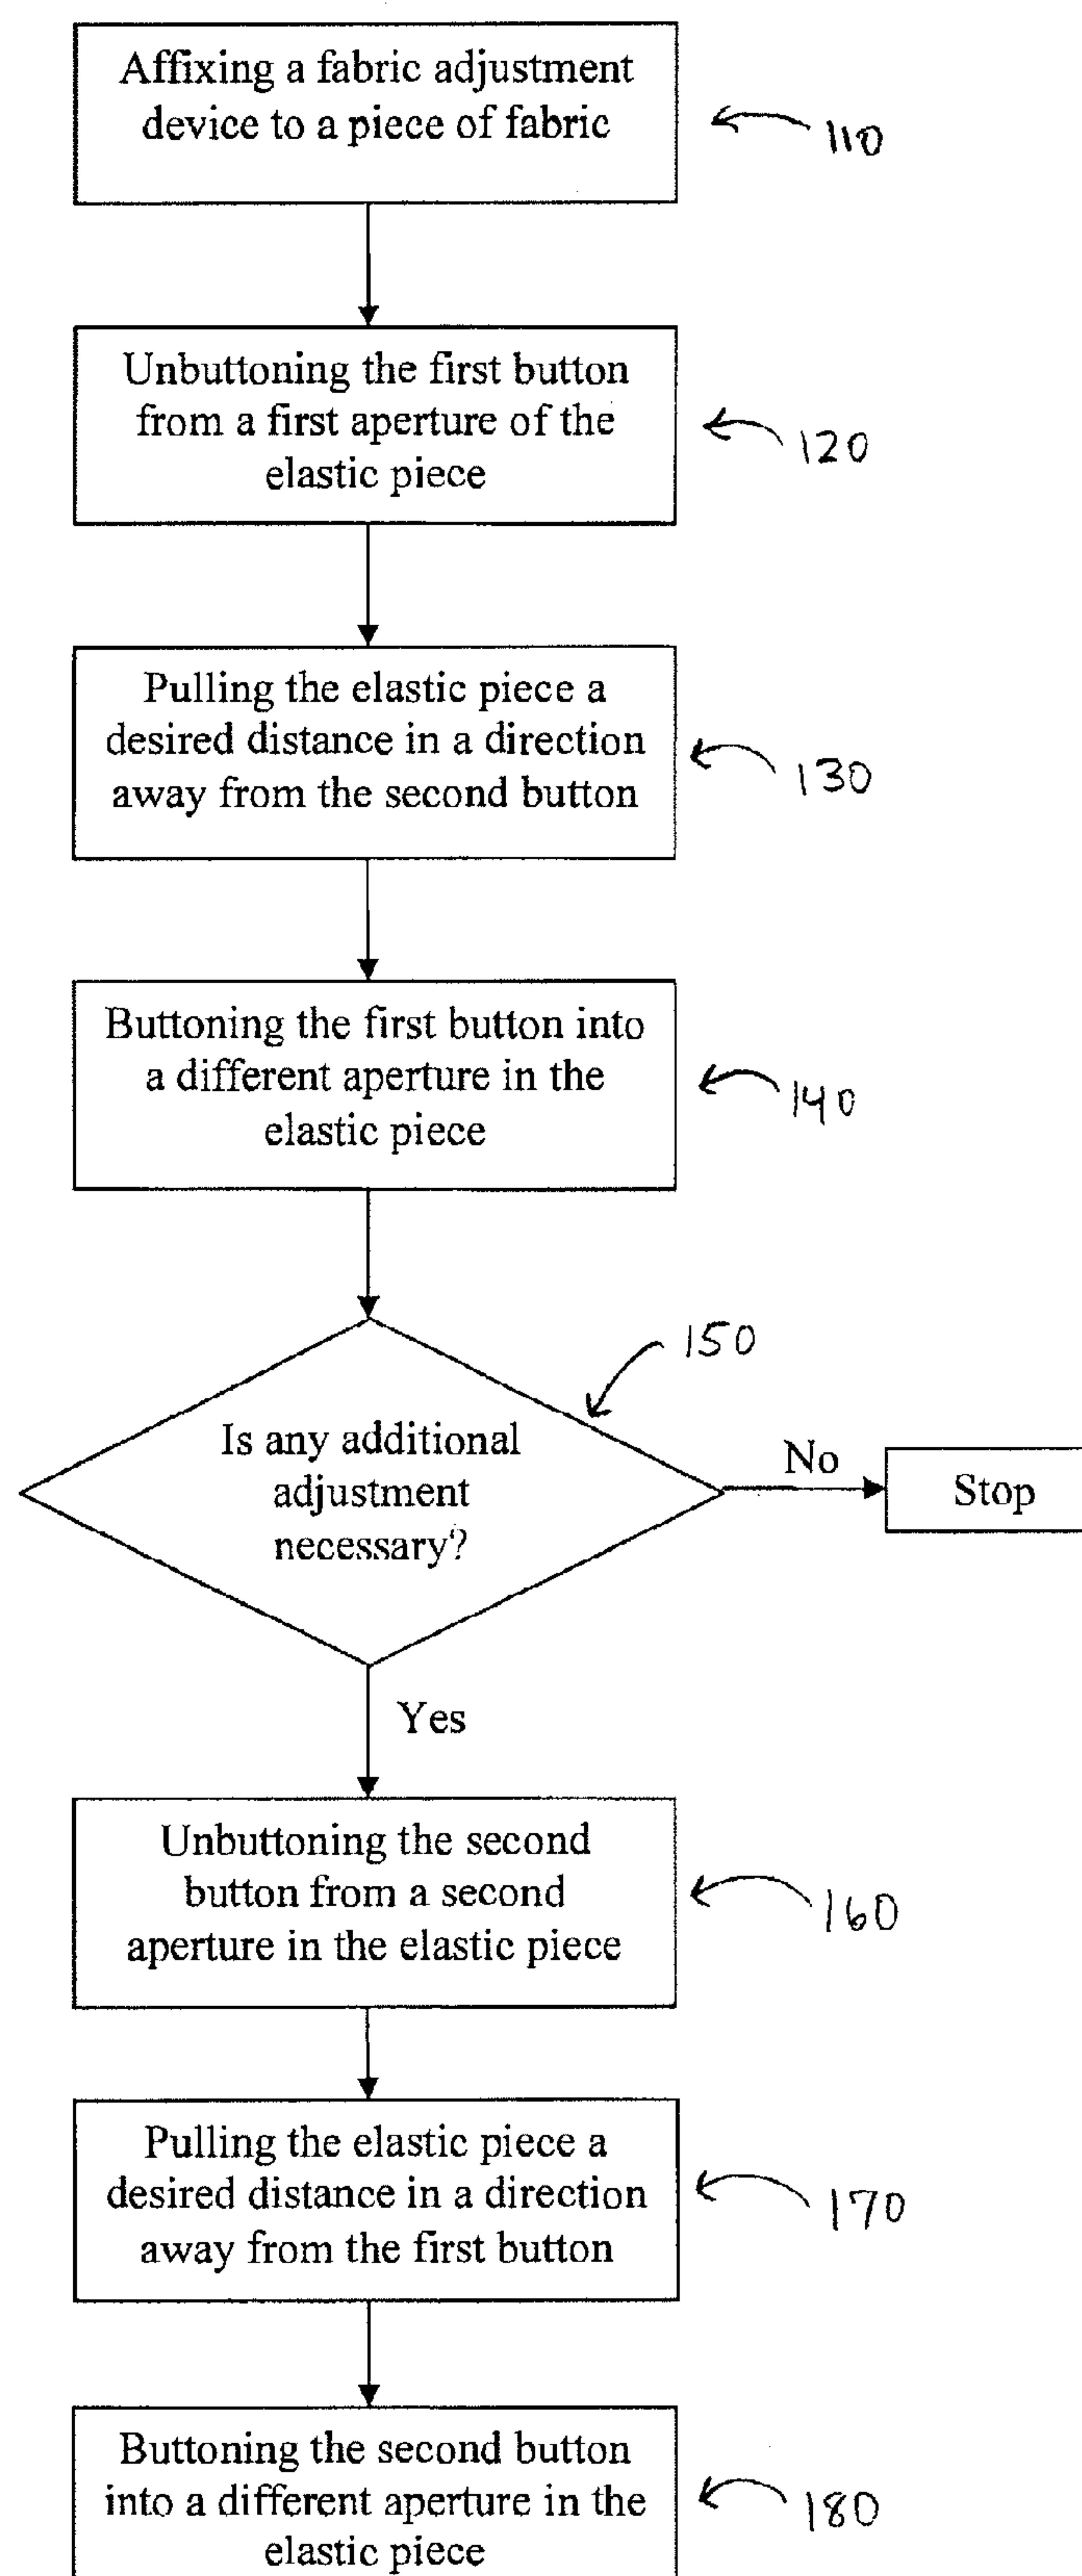 Affixing a fabric adjustment
device to a piece of fabric
110
Unbuttoning the first button
from a first aperture of the
elastic piece
120
Pulling the elastic piece a
desired distance in a direction
away from the second button
130
Buttoning the first button into
a different aperture in the
elastic piece
140
150
Is any additional
adjustment
necessary?
No
Stop
Yes
Unbuttoning the second
button from a second
aperture in the elastic piece
160
Pulling the elastic piece a
desired distance in a direction
away from the first button
170
Buttoning the second button
into a different aperture in the
elastic piece
180